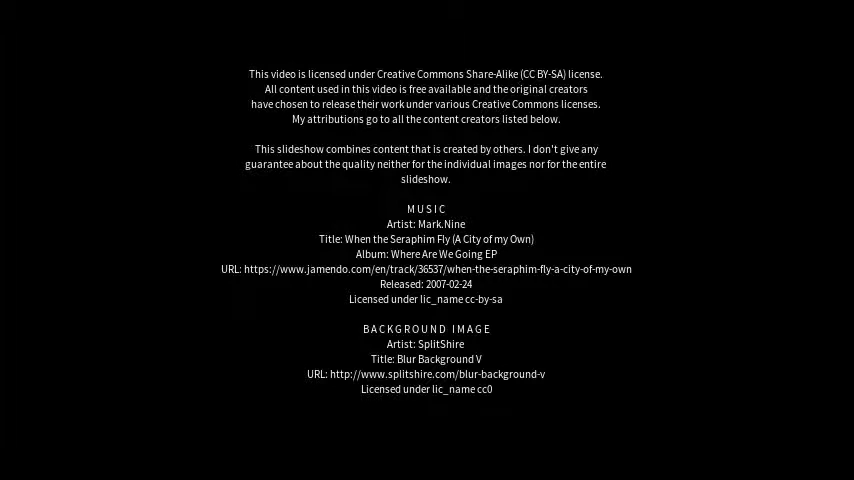 This video is licensed under Creative Commons Share-Alike (CC BY-SA) license.
All content used in this video is free available and the original creators
have chosen to release their work under various Creative Commons licenses.
My attributions go to all the content creators listed below.
This slideshow combines content that is created by others. I don't give any
guarantee about the quality neither for the individual images nor for the entire
slideshow.
MUSIC
Artist: Mark.Nine
Title: When the Seraphim Fly (A City of my Own)
Album: Where Are We Going EP
URL: https://www.jamendo.com/en/track/36537/when-the-seraphim-fly-a-city-of-my-own
Released: 2007-02-24
Licensed under lic_name cc-by-sa
BACKGROUND IMAGE
Artist: SplitShire
Title: Blur Background V
URL: http://www.splitshire.com/blur-background-v
Licensed under lic_name cc0